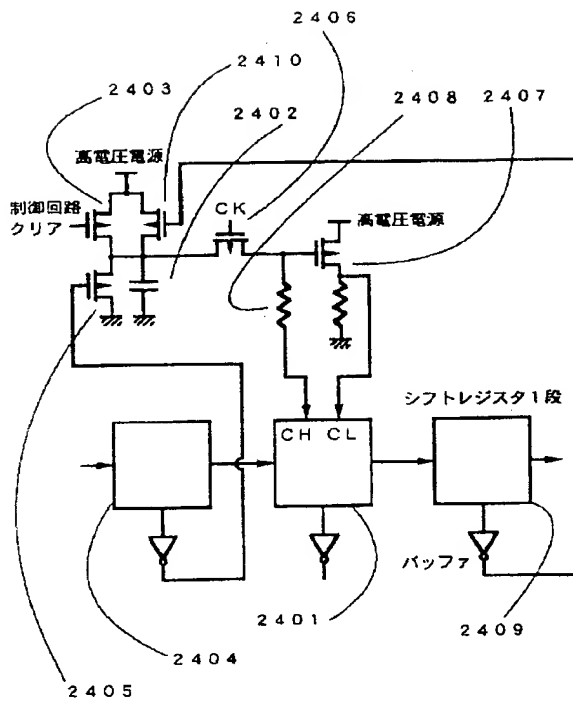 2406
2410
2408
2407
2403
2402
高電圧電源
CK
制御回路
クリア
高電圧電源
シフトレジスタ1段
CH CL
バッファ
2401
2409
2404
2405